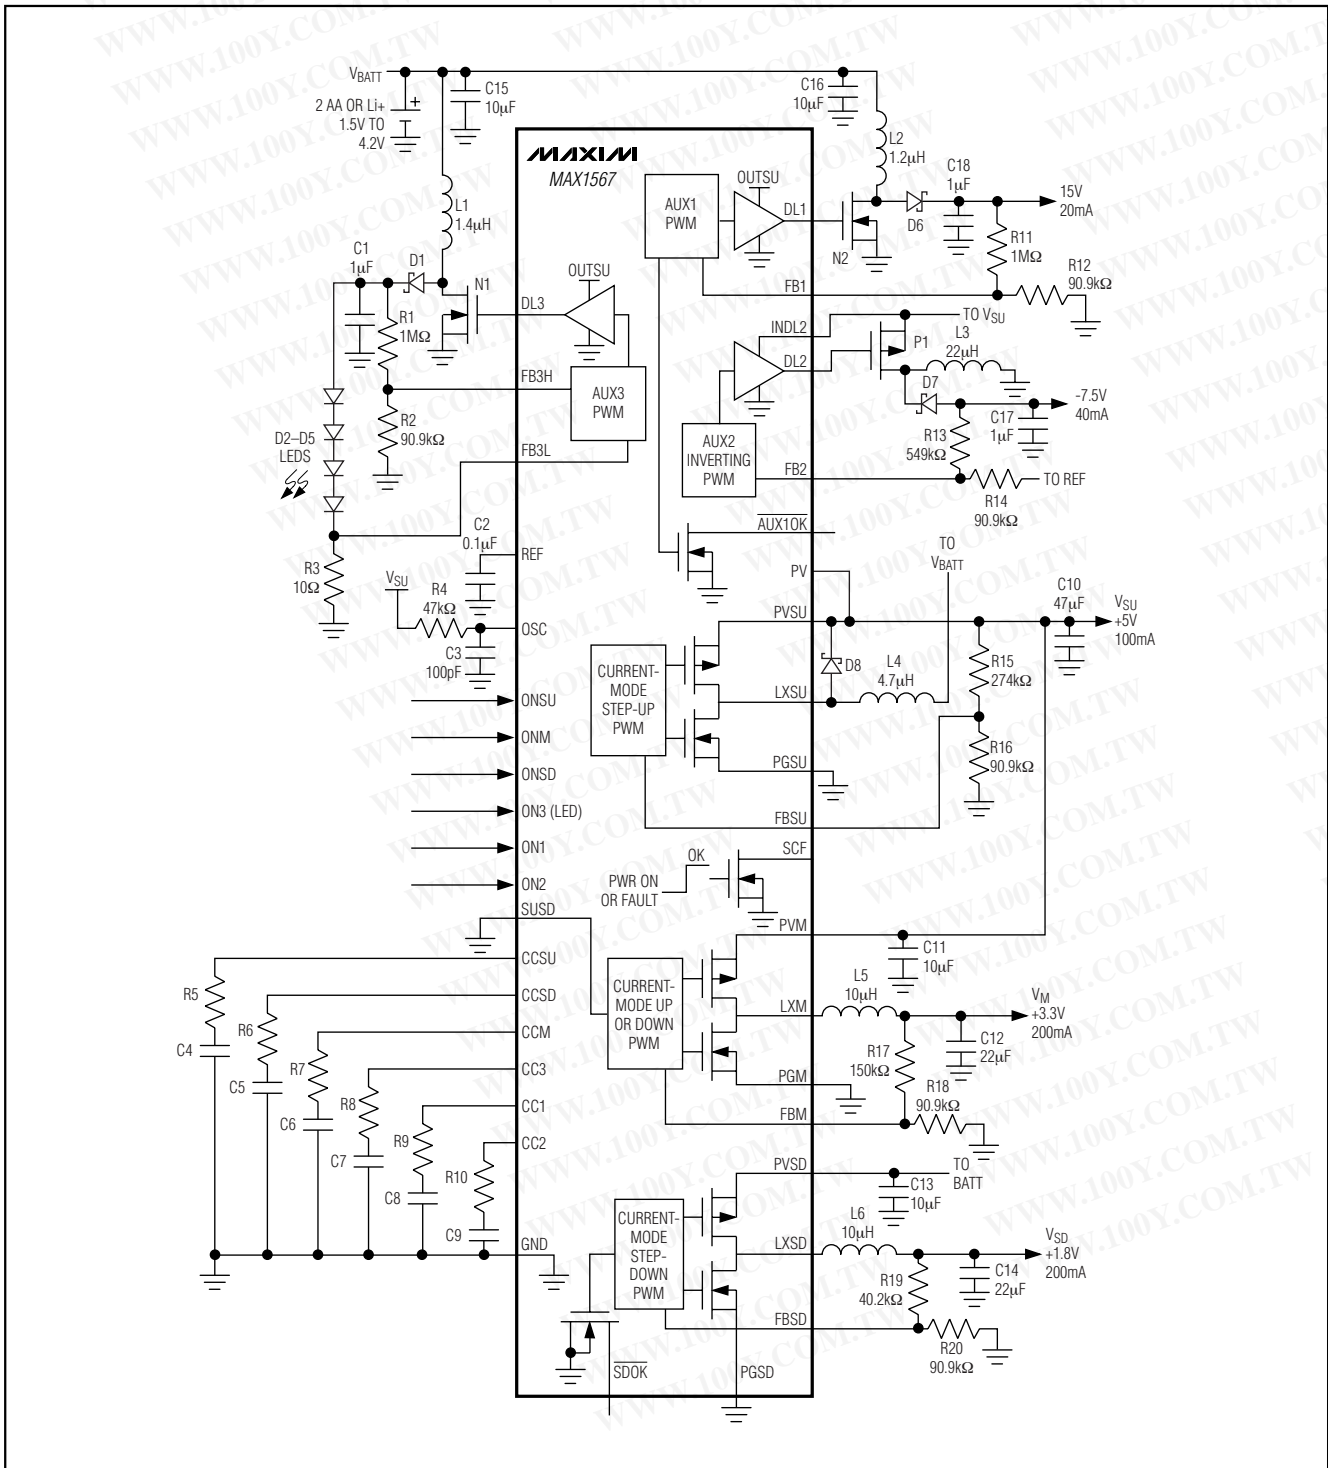 WWW.100Y.COM.TW
VBATT
2 AA OR Li+
1.5V TO
4.2V
+
C15
10µF
C16
10µF
MAXIM
MAX1567
L1
1.4µH
L2
1.2µH
AUX1
PWM
OUTSU
DL1
N2
D6
C18
1µF
15V
20mA
R11
1MΩ
R12
90.9kΩ
FB1
C1
1µF
D1
N1
OUTSU
DL3
R1
1MΩ
FB3H
AUX3
PWM
R2
90.9kΩ
D2–D5
LEDS
FB3L
INDL2
TO VSU
DL2
P1
L3
22µH
D7
-7.5V
40mA
C17
1µF
R13
549kΩ
AUX2
INVERTING
PWM
FB2
TO REF
R14
90.9kΩ
AUX1OK
C2
0.1µF
REF
R3
10Ω
VSU
R4
47kΩ
OSC
C3
100pF
PV
TO
VBATT
PVSU
C10
47µF
VSU
+5V
100mA
CURRENT-
MODE
STEP-UP
PWM
D8
L4
4.7µH
R15
274kΩ
LXSU
R16
90.9kΩ
PGSU
FBSU
ONSU
ONM
ONSD
ON3 (LED)
ON1
ON2
SUSD
OK
SCF
PWR ON
OR FAULT
PVM
C11
10µF
CCSU
CCSD
CCM
CC3
CC1
CC2
R5
C4
R6
C5
R7
C6
R8
C7
R9
C8
R10
C9
GND
CURRENT-
MODE UP
OR DOWN
PWM
L5
10µH
LXM
VM
+3.3V
200mA
R17
150kΩ
C12
22µF
PGM
R18
90.9kΩ
FBM
PVSD
TO
BATT
C13
10µF
CURRENT-
MODE
STEP-
DOWN
PWM
L6
10µH
LXSD
VSD
+1.8V
200mA
R19
40.2kΩ
C14
22µF
FBSD
R20
90.9kΩ
SDOK
PGSD